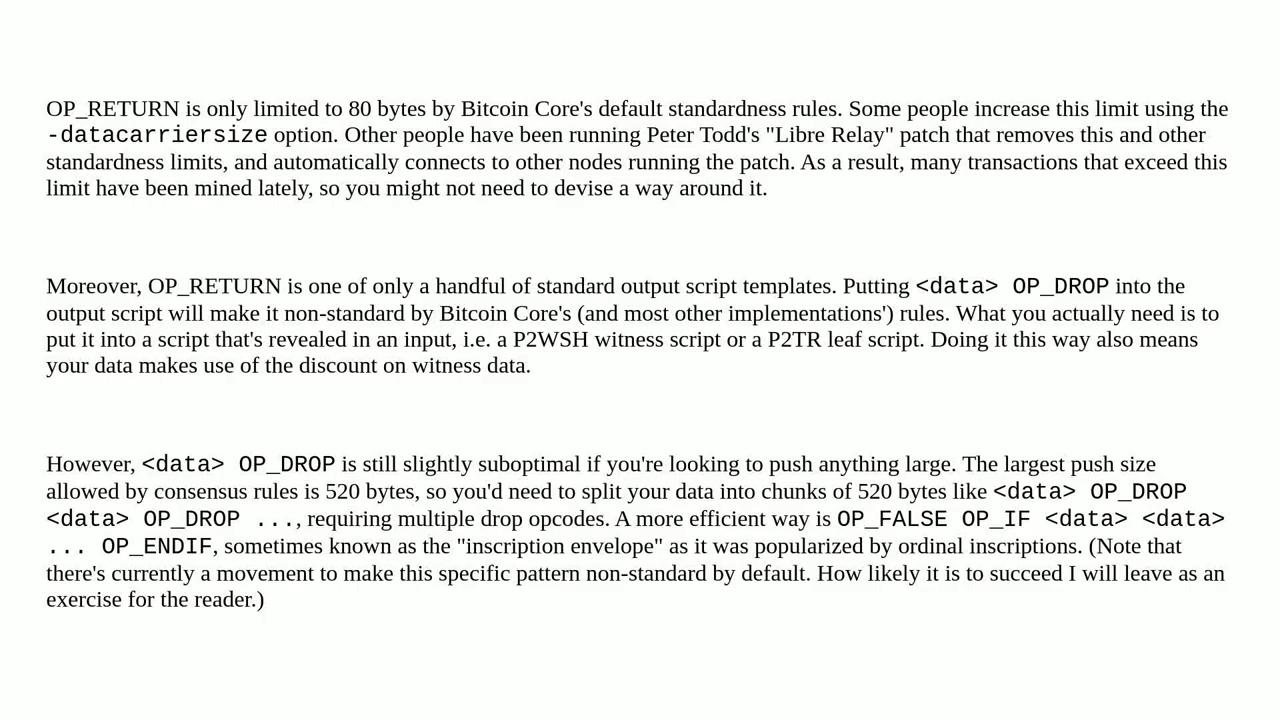 OP_RETURN is only limited to 80 bytes by Bitcoin Core's default standardness rules. Some people increase this limit using the
-datacarriersize option. Other people have been running Peter Todd's "Libre Relay" patch that removes this and other
standardness limits, and automatically connects to other nodes running the patch. As a result, many transactions that exceed this
limit have been mined lately, so you might not need to devise a way around it.
Moreover, OP_RETURN is one of only a handful of standard output script templates. Putting <data> OP_DROP into the
output script will make it non-standard by Bitcoin Core's (and most other implementations') rules. What you actually need is to
put it into a script that's revealed in an input, i.e. a P2WSH witness script or a P2TR leaf script. Doing it this way also means
your data makes use of the discount on witness data.
However, <data> OP_DROP is still slightly suboptimal if you're looking to push anything large. The largest push size
allowed by consensus rules is 520 bytes, so you'd need to split your data into chunks of 520 bytes like <data> OP_DROP
<data> OP_DROP ..., requiring multiple drop opcodes. A more efficient way is OP_FALSE OP_IF <data> <data>
... OP_ENDIF, sometimes known as the "inscription envelope" as it was popularized by ordinal inscriptions. (Note that
there's currently a movement to make this specific pattern non-standard by default. How likely it is to succeed I will leave as an
exercise for the reader.)